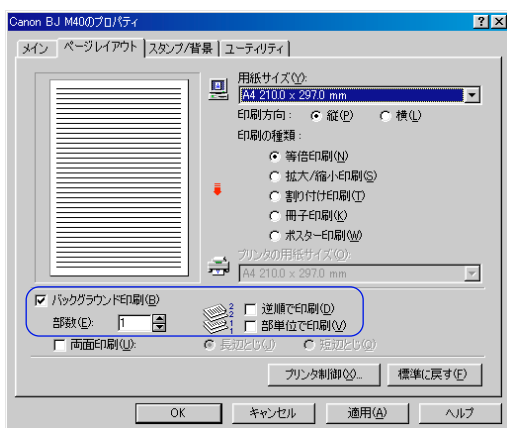 Canon BJ M40のプロパティ
メイン ページレイアウト スタンプ/背景 ユーティリティ
用紙サイズ(Y):
A4 210.0 x 297.0 mm
印刷方向： 縦(P) 横(L)
印刷の種類：
等倍印刷(N)
拡大/縮小印刷(S)
割り付け印刷(T)
冊子印刷(K)
ポスター印刷(W)
プリンタの用紙サイズ(O):
A4 210.0 x 297.0 mm
バックグラウンド印刷(B)
部数(E): 1
2
2
1
1
逆順で印刷(D)
部単位で印刷(V)
両面印刷(U): 長辺とじ(J) 短辺とじ(G)
プリンタ制御(X)... 標準に戻す(F)
OK キャンセル 適用(A) ヘルプ